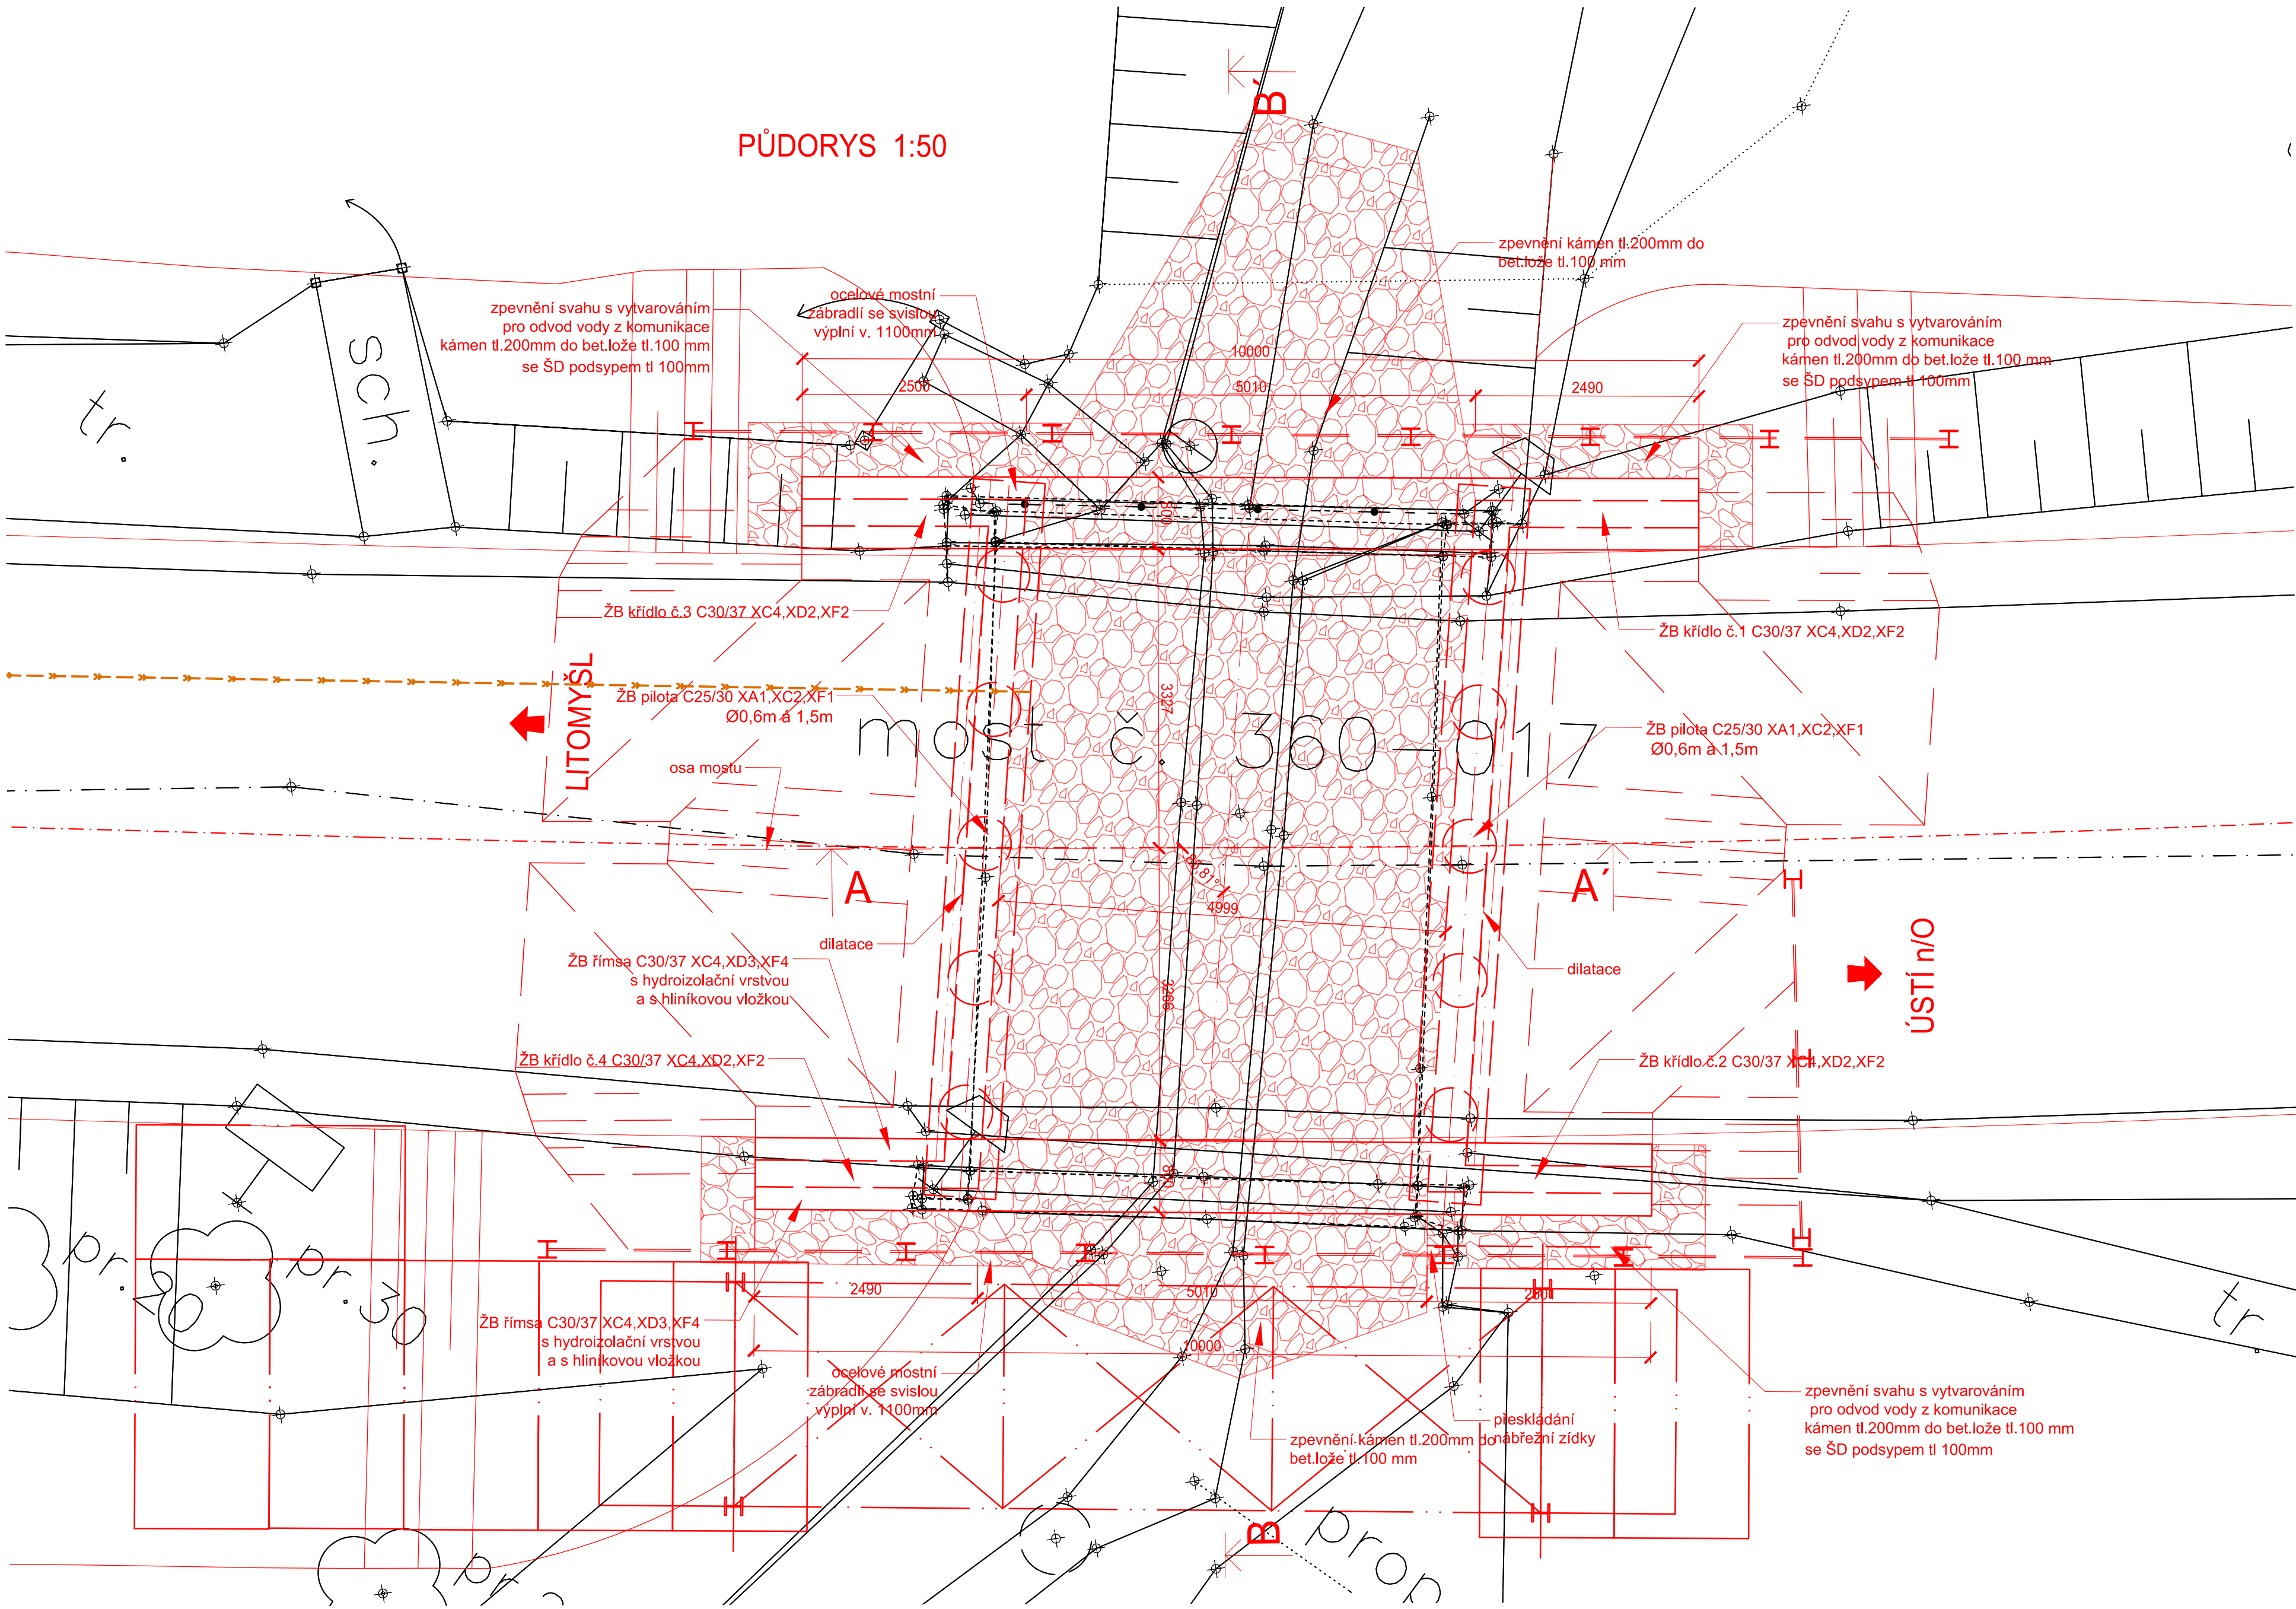 PŮDORYS 1:50
B´
zpevnění kámen tl.200mm do
bet.lože tl.100 mm
zpevnění svahu s vytvarováním
pro odvod vody z komunikace
kámen tl.200mm do bet.lože tl.100 mm
se ŠD podsypem tl 100mm
ocelové mostní
zábradlí se svislou
výplní v. 1100mm
zpevnění svahu s vytvarováním
pro odvod vody z komunikace
kámen tl.200mm do bet.lože tl.100 mm
se ŠD podsypem tl 100mm
10000
2500
5010
2490
sch.
tr.
ŽB křídlo č.3 C30/37 XC4,XD2,XF2
ŽB křídlo č.1 C30/37 XC4,XD2,XF2
LITOMYŠL
ŽB pilota C25/30 XA1,XC2,XF1
Ø0,6m á 1,5m
3327
most č. 360-017
ŽB pilota C25/30 XA1,XC2,XF1
Ø0,6m á 1,5m
osa mostu
A
A´
4999
dilatace
dilatace
ŽB římsa C30/37 XC4,XD3,XF4
s hydroizolační vrstvou
a s hliníkovou vložkou
3266
ÚSTÍ n/O
ŽB křídlo č.4 C30/37 XC4,XD2,XF2
ŽB křídlo č.2 C30/37 XC4,XD2,XF2
pr.20
pr.30
2490
5010
2500
10000
ŽB římsa C30/37 XC4,XD3,XF4
s hydroizolační vrstvou
a s hliníkovou vložkou
ocelové mostní
zábradlí se svislou
výplní v. 1100mm
zpevnění kámen tl.200mm do
bet.lože tl.100 mm
přeskládání
nábřežní zídky
zpevnění svahu s vytvarováním
pro odvod vody z komunikace
kámen tl.200mm do bet.lože tl.100 mm
se ŠD podsypem tl 100mm
tr.
B
prop